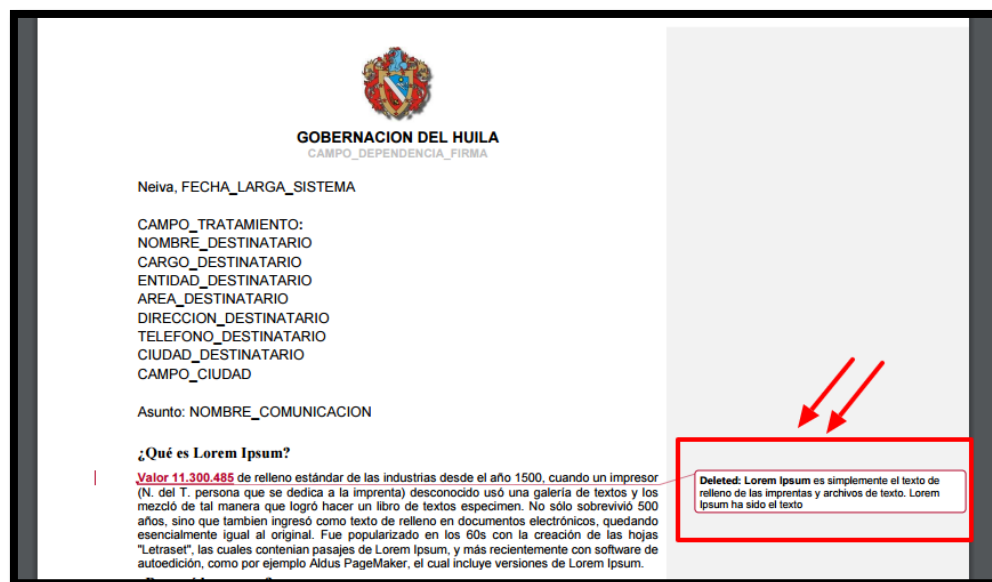 GOBERNACION DEL HUILA
CAMPO_DEPENDENCIA_FIRMA
Neiva, FECHA_LARGA_SISTEMA
CAMPO_TRATAMIENTO:
NOMBRE_DESTINATARIO
CARGO_DESTINATARIO
ENTIDAD_DESTINATARIO
AREA_DESTINATARIO
DIRECCION_DESTINATARIO
TELEFONO_DESTINATARIO
CIUDAD_DESTINATARIO
CAMPO_CIUDAD
Asunto: NOMBRE_COMUNICACION
¿Qué es Lorem Ipsum?
Valor 11.300.485 de relleno estándar de las industrias desde el año 1500, cuando un impresor
(N. del T. persona que se dedica a la imprenta) desconocido usó una galería de textos y los
mezcló de tal manera que logró hacer un libro de textos especimen. No sólo sobrevivió 500
años, sino que tambien ingresó como texto de relleno en documentos electrónicos, quedando
esencialmente igual al original. Fue popularizado en los 60s con la creación de las hojas
"Letraset", las cuales contenian pasajes de Lorem Ipsum, y más recientemente con software de
autoedición, como por ejemplo Aldus PageMaker, el cual incluye versiones de Lorem Ipsum.
Deleted: Lorem Ipsum es simplemente el texto de
relleno de las imprentas y archivos de texto. Lorem
Ipsum ha sido el texto